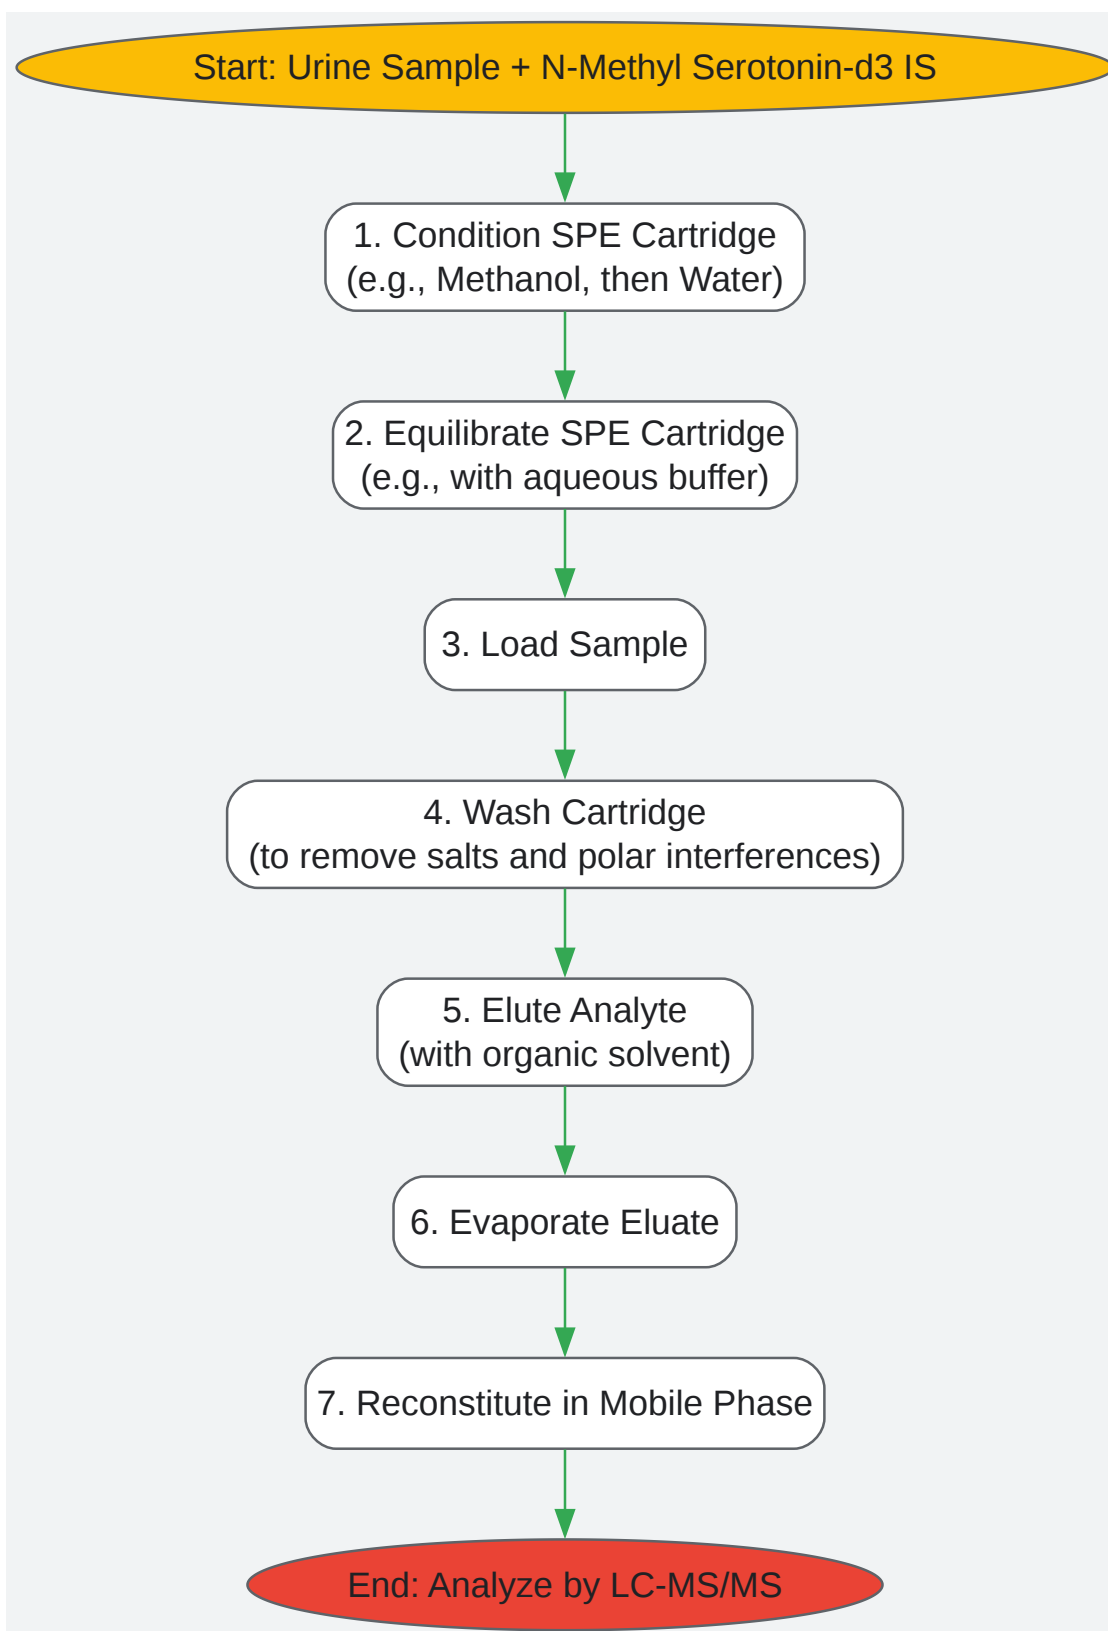 Start: Urine Sample + N-Methyl Serotonin-d3 IS
1. Condition SPE Cartridge
(e.g., Methanol, then Water)
2. Equilibrate SPE Cartridge
(e.g., with aqueous buffer)
3. Load Sample
4. Wash Cartridge
(to remove salts and polar interferences)
5. Elute Analyte
(with organic solvent)
6. Evaporate Eluate
7. Reconstitute in Mobile Phase
End: Analyze by LC-MS/MS